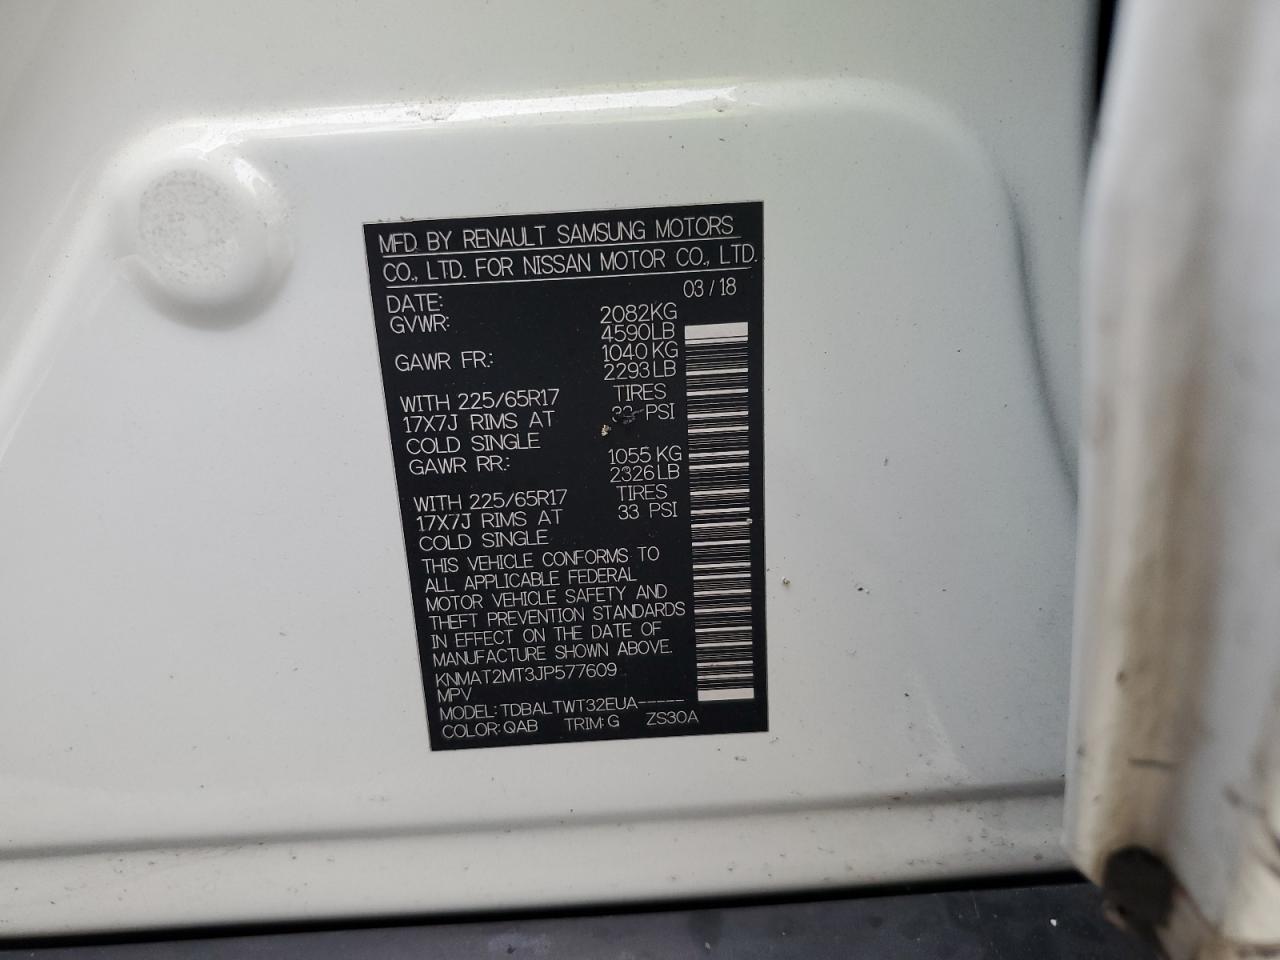 MFD. BY RENAULT SAMSUNG MOTORS
CO., LTD. FOR NISSAN MOTOR CO., LTD.
DATE: 03 / 18
GVWR: 2082KG
4590LB
GAWR FR.: 1040 KG
2293 LB
WITH 225/65R17 TIRES
17X7J RIMS AT PSI
COLD SINGLE
GAWR RR.: 1055 KG
2326 LB
WITH 225/65R17 TIRES
17X7J RIMS AT 33 PSI
COLD SINGLE
THIS VEHICLE CONFORMS TO
ALL APPLICABLE FEDERAL
MOTOR VEHICLE SAFETY AND
THEFT PREVENTION STANDARDS
IN EFFECT ON THE DATE OF
MANUFACTURE SHOWN ABOVE.
KNMAT2MT3JP577609
MPV
MODEL: TDBALTWT32EUA-----
COLOR: QAB TRIM: G ZS30A